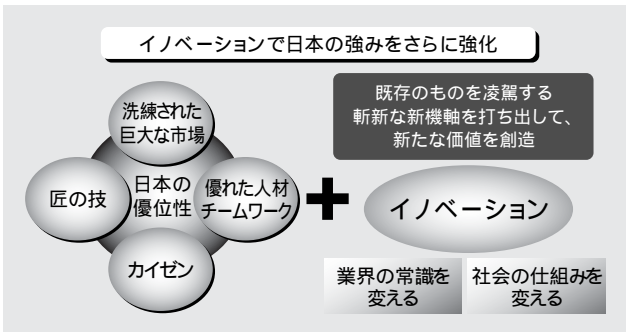 イノベーションで日本の強みをさらに強化
洗練された
巨大な市場
匠の技
日本の
優位性
優れた人材
チームワーク
カイゼン
既存のものを凌駕する
斬新な新機軸を打ち出して、
新たな価値を創造
イノベーション
業界の常識を
変える
社会の仕組みを
変える